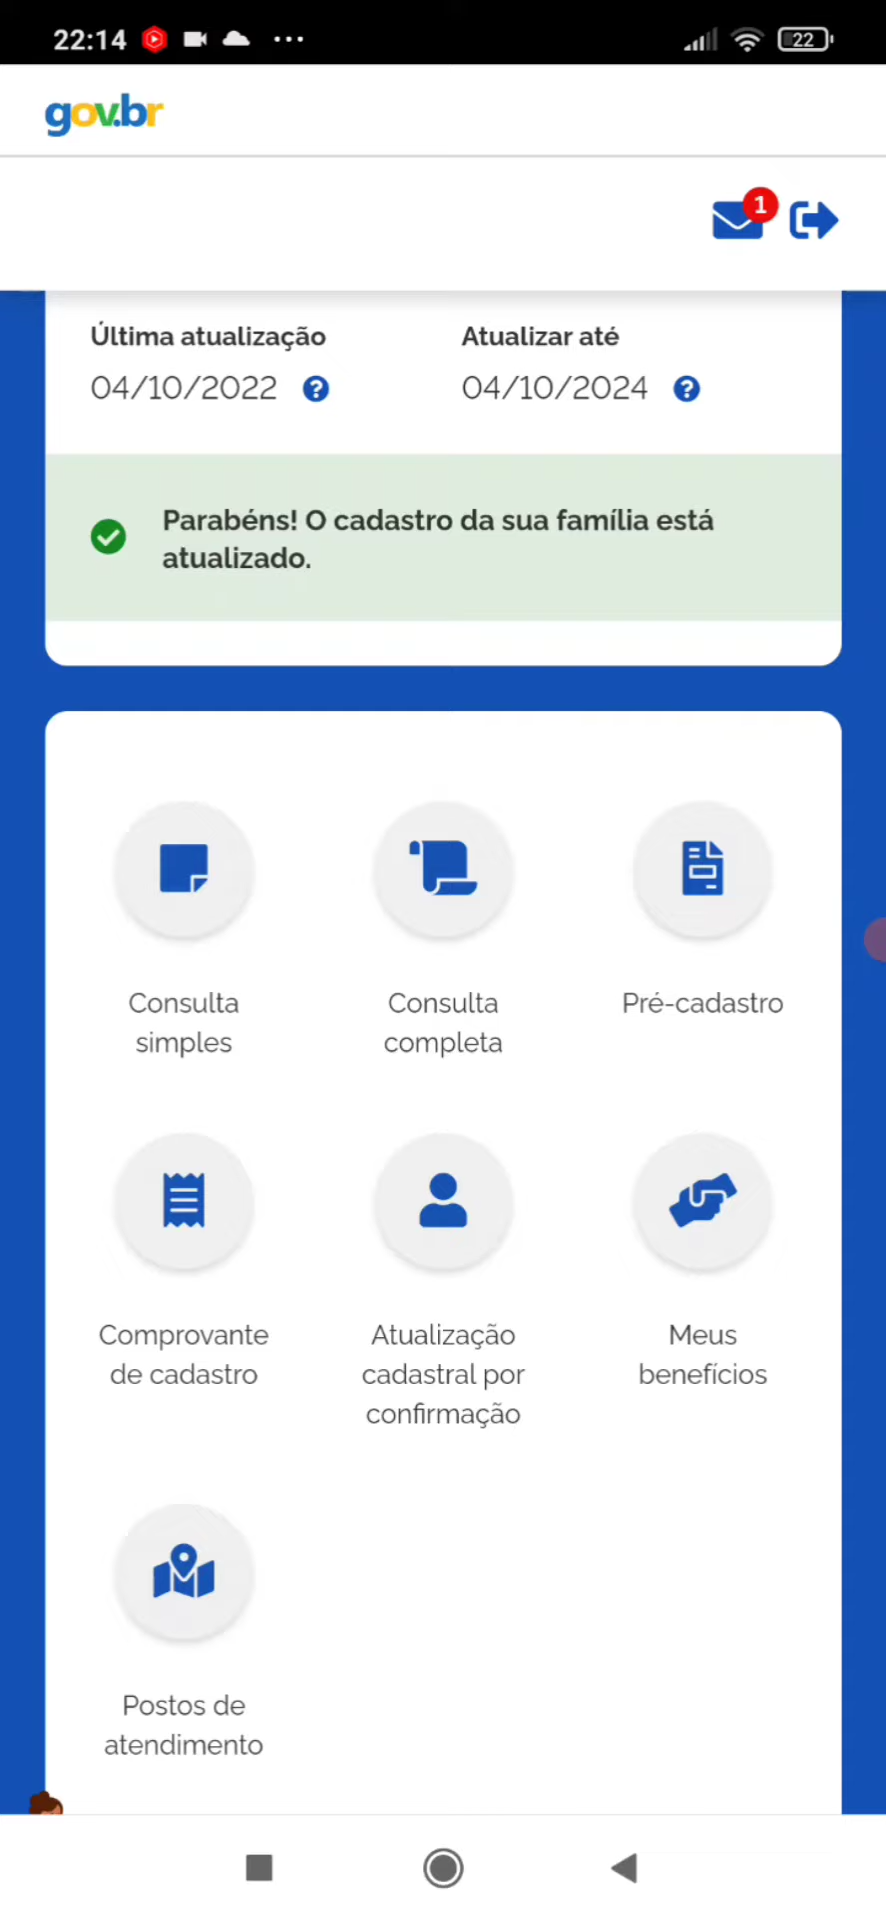 22:14
22
gov.br
1
Última atualização
Atualizar até
04/10/2022
?
04/10/2024
?
Parabéns! O cadastro da sua família está
atualizado.
Consulta
simples
Consulta
completa
Pré-cadastro
Comprovante
de cadastro
Atualização
cadastral por
confirmação
Meus
benefícios
Postos de
atendimento